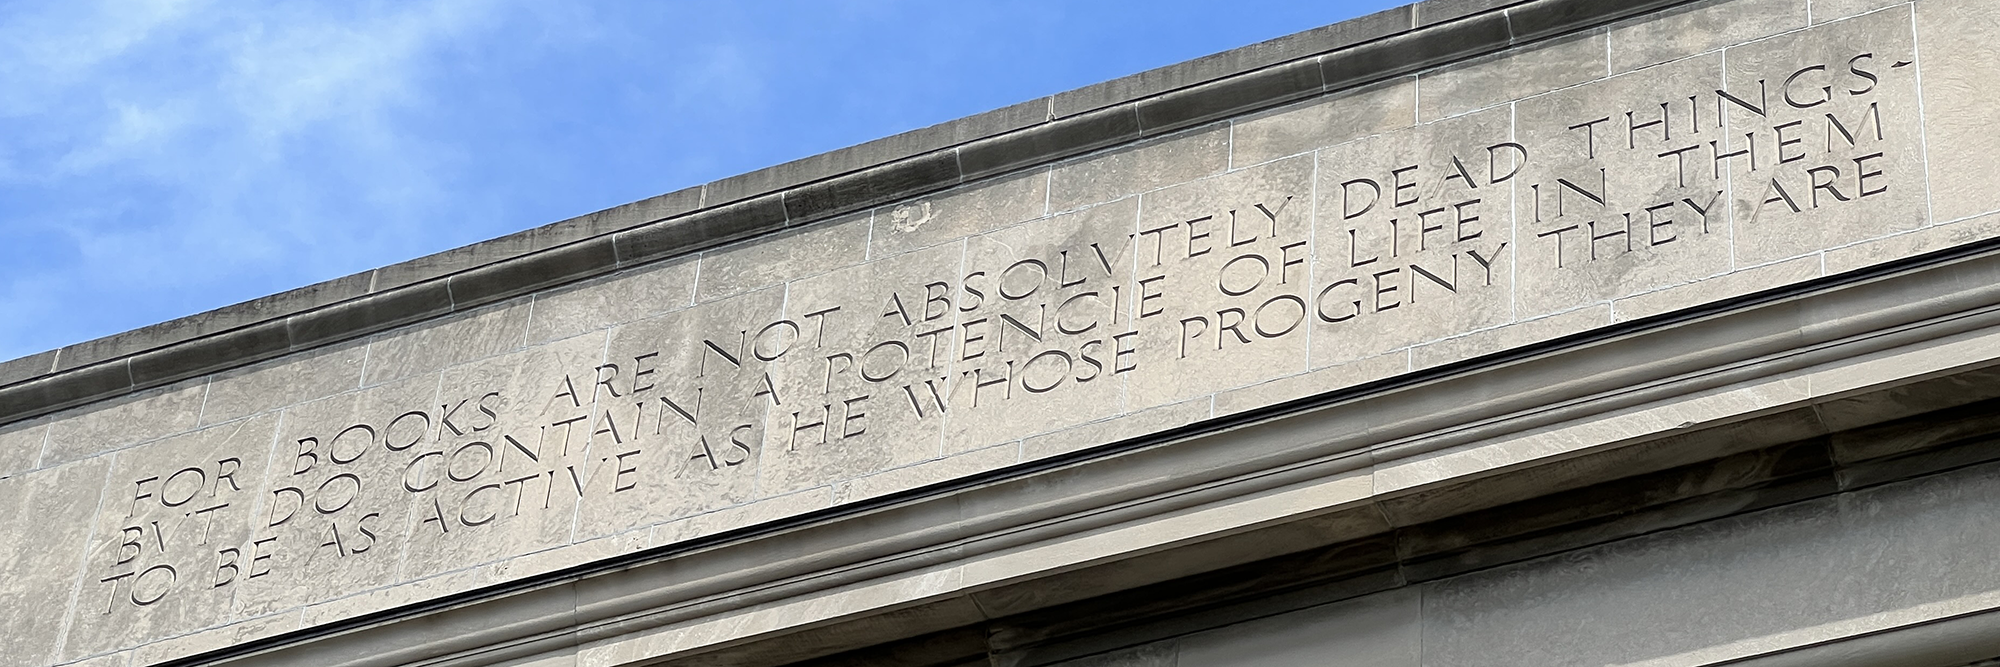 FOR BOOKS ARE NOT ABSOLVTELY DEAD THINGS-
BVT DO CONTAIN A POTENCIE OF LIFE IN THEM
TO BE AS ACTIVE AS HE WHOSE PROGENY THEY ARE